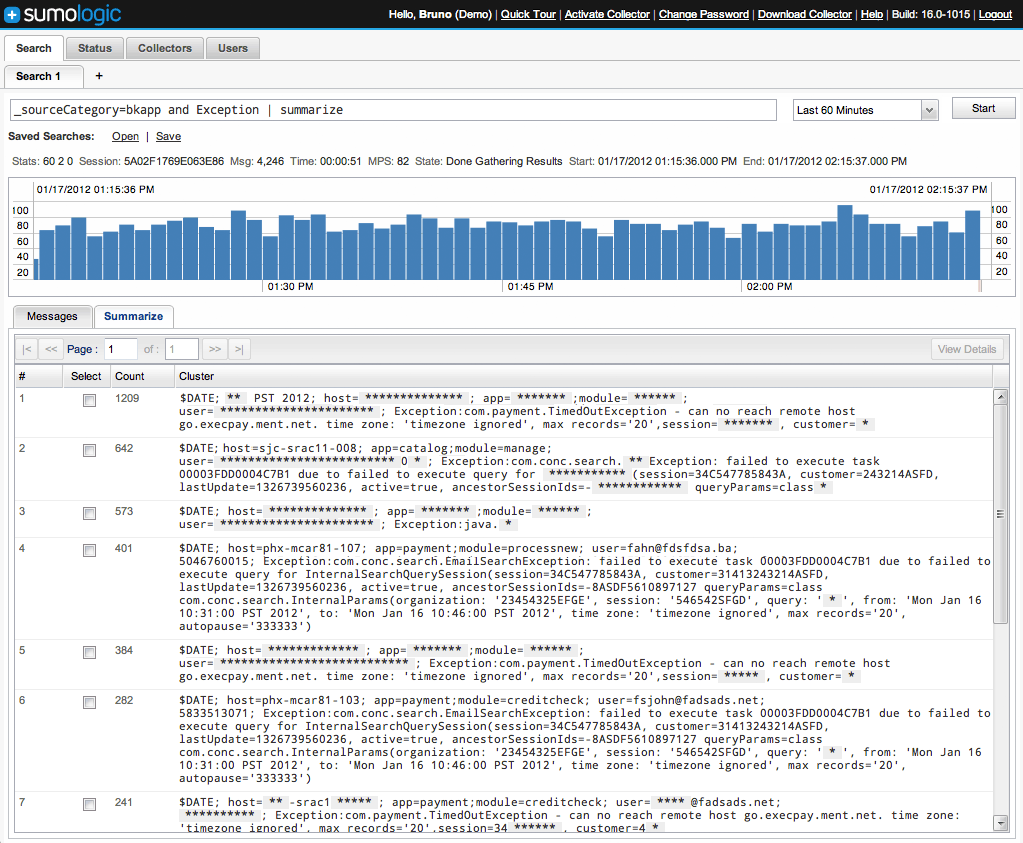 sumologic
Hello, Bruno (Demo) | Quick Tour | Activate Collector | Change Password | Download Collector | Help | Build: 16.0-1015 | Logout
Search Status Collectors Users
Search 1 +
_sourceCategory=bkapp and Exception | summarize Last 60 Minutes Start
Saved Searches: Open | Save
Stats: 60 2 0 Session: 5A02F1769E063E86 Msg: 4,246 Time: 00:00:51 MPS: 82 State: Done Gathering Results Start: 01/17/2012 01:15:36.000 PM End: 01/17/2012 02:15:37.000 PM
01/17/2012 01:15:36 PM 01/17/2012 02:15:37 PM
100 100
80 80
60 60
40 40
20 20
01:30 PM 01:45 PM 02:00 PM
Messages Summarize
|< << Page : 1 of : 1 >> >| View Details
# Select Count Cluster
1 1209 $DATE; ** PST 2012; host= ************** ; app= ******* ;module= ****** ;
user= *********************** ; Exception:com.payment.TimedOutException - can no reach remote host
go.execpay.ment.net. time zone: 'timezone ignored', max records='20',session= ******* , customer= *
2 642 $DATE; host=sjc-srac11-008; app=catalog;module=manage;
user= ************************* 0 * ; Exception:com.conc.search. ** Exception: failed to execute task
00003FDD0004C7B1 due to failed to execute query for *********** (session=34C547785843A, customer=243214ASFD,
lastUpdate=1326739560236, active=true, ancestorSessionIds=- ************ queryParams=class *
3 573 $DATE; host= ************** ; app= ******* ;module= ****** ;
user= *********************** ; Exception:java. *
4 401 $DATE; host=phx-mcar81-107; app=payment;module=processnew; user=fahn@fdsfdsa.ba;
5046760015; Exception:com.conc.search.EmailSearchException: failed to execute task 00003FDD0004C7B1 due to failed to
execute query for InternalSearchQuerySession(session=34C547785843A, customer=31413243214ASFD,
lastUpdate=1326739560236, active=true, ancestorSessionIds=-8ASDF5610897127 queryParams=class
com.conc.search.InternalParams(organization: '23454325EFGE', session: '546542SFGD', query: ' * ', from: 'Mon Jan 16
10:31:00 PST 2012', to: 'Mon Jan 16 10:46:00 PST 2012', time zone: 'timezone ignored', max records='20',
autopause='333333')
5 384 $DATE; host= ************* ; app= ******* ;module= ****** ;
user= *************************** ; Exception:com.payment.TimedOutException - can no reach remote host
go.execpay.ment.net. time zone: 'timezone ignored', max records='20',session= ***** , customer= *
6 282 $DATE; host=phx-mcar81-103; app=payment;module=creditcheck; user=fsjohn@fadsads.net;
5833513071; Exception:com.conc.search.EmailSearchException: failed to execute task 00003FDD0004C7B1 due to failed to
execute query for InternalSearchQuerySession(session=34C547785843A, customer=31413243214ASFD,
lastUpdate=1326739560236, active=true, ancestorSessionIds=-8ASDF5610897127 queryParams=class
com.conc.search.InternalParams(organization: '23454325EFGE', session: '546542SFGD', query: ' * ', from: 'Mon Jan 16
10:31:00 PST 2012', to: 'Mon Jan 16 10:46:00 PST 2012', time zone: 'timezone ignored', max records='20',
autopause='333333')
7 241 $DATE; host= ** -srac1 ***** ; app=payment;module=creditcheck; user= **** @fadsads.net;
********** ; Exception:com.payment.TimedOutException - can no reach remote host go.execpay.ment.net. time zone:
'timezone ignored', max records='20',session=34 ****** , customer=4 *